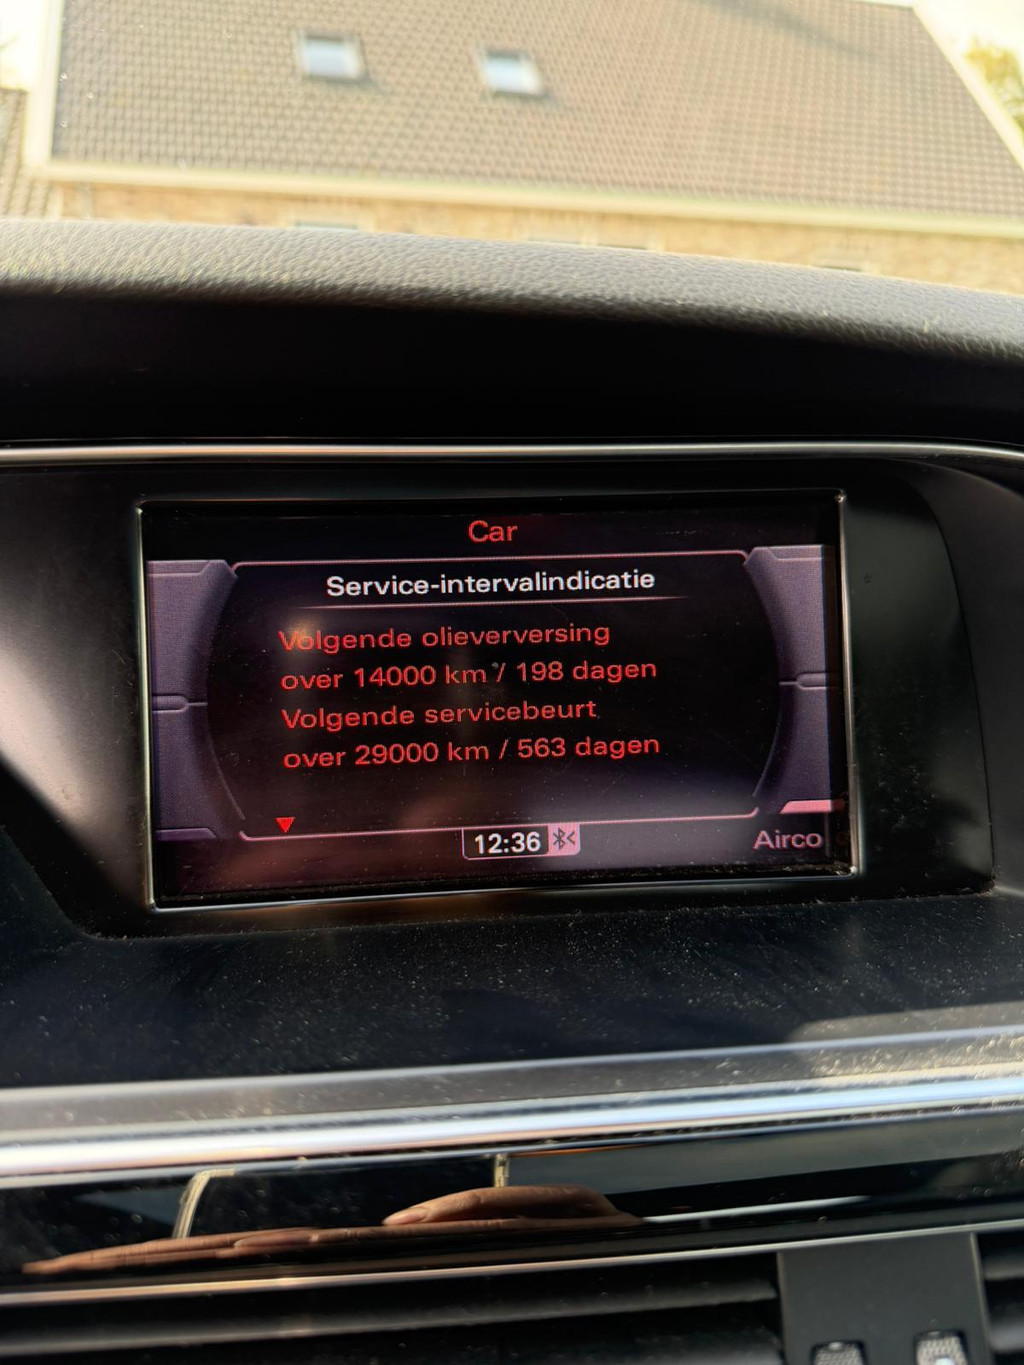 Car
Service-intervalindicatie
Volgende olieverversing
over 14000 km / 198 dagen
Volgende servicebeurt
over 29000 km / 563 dagen
12:36
Airco